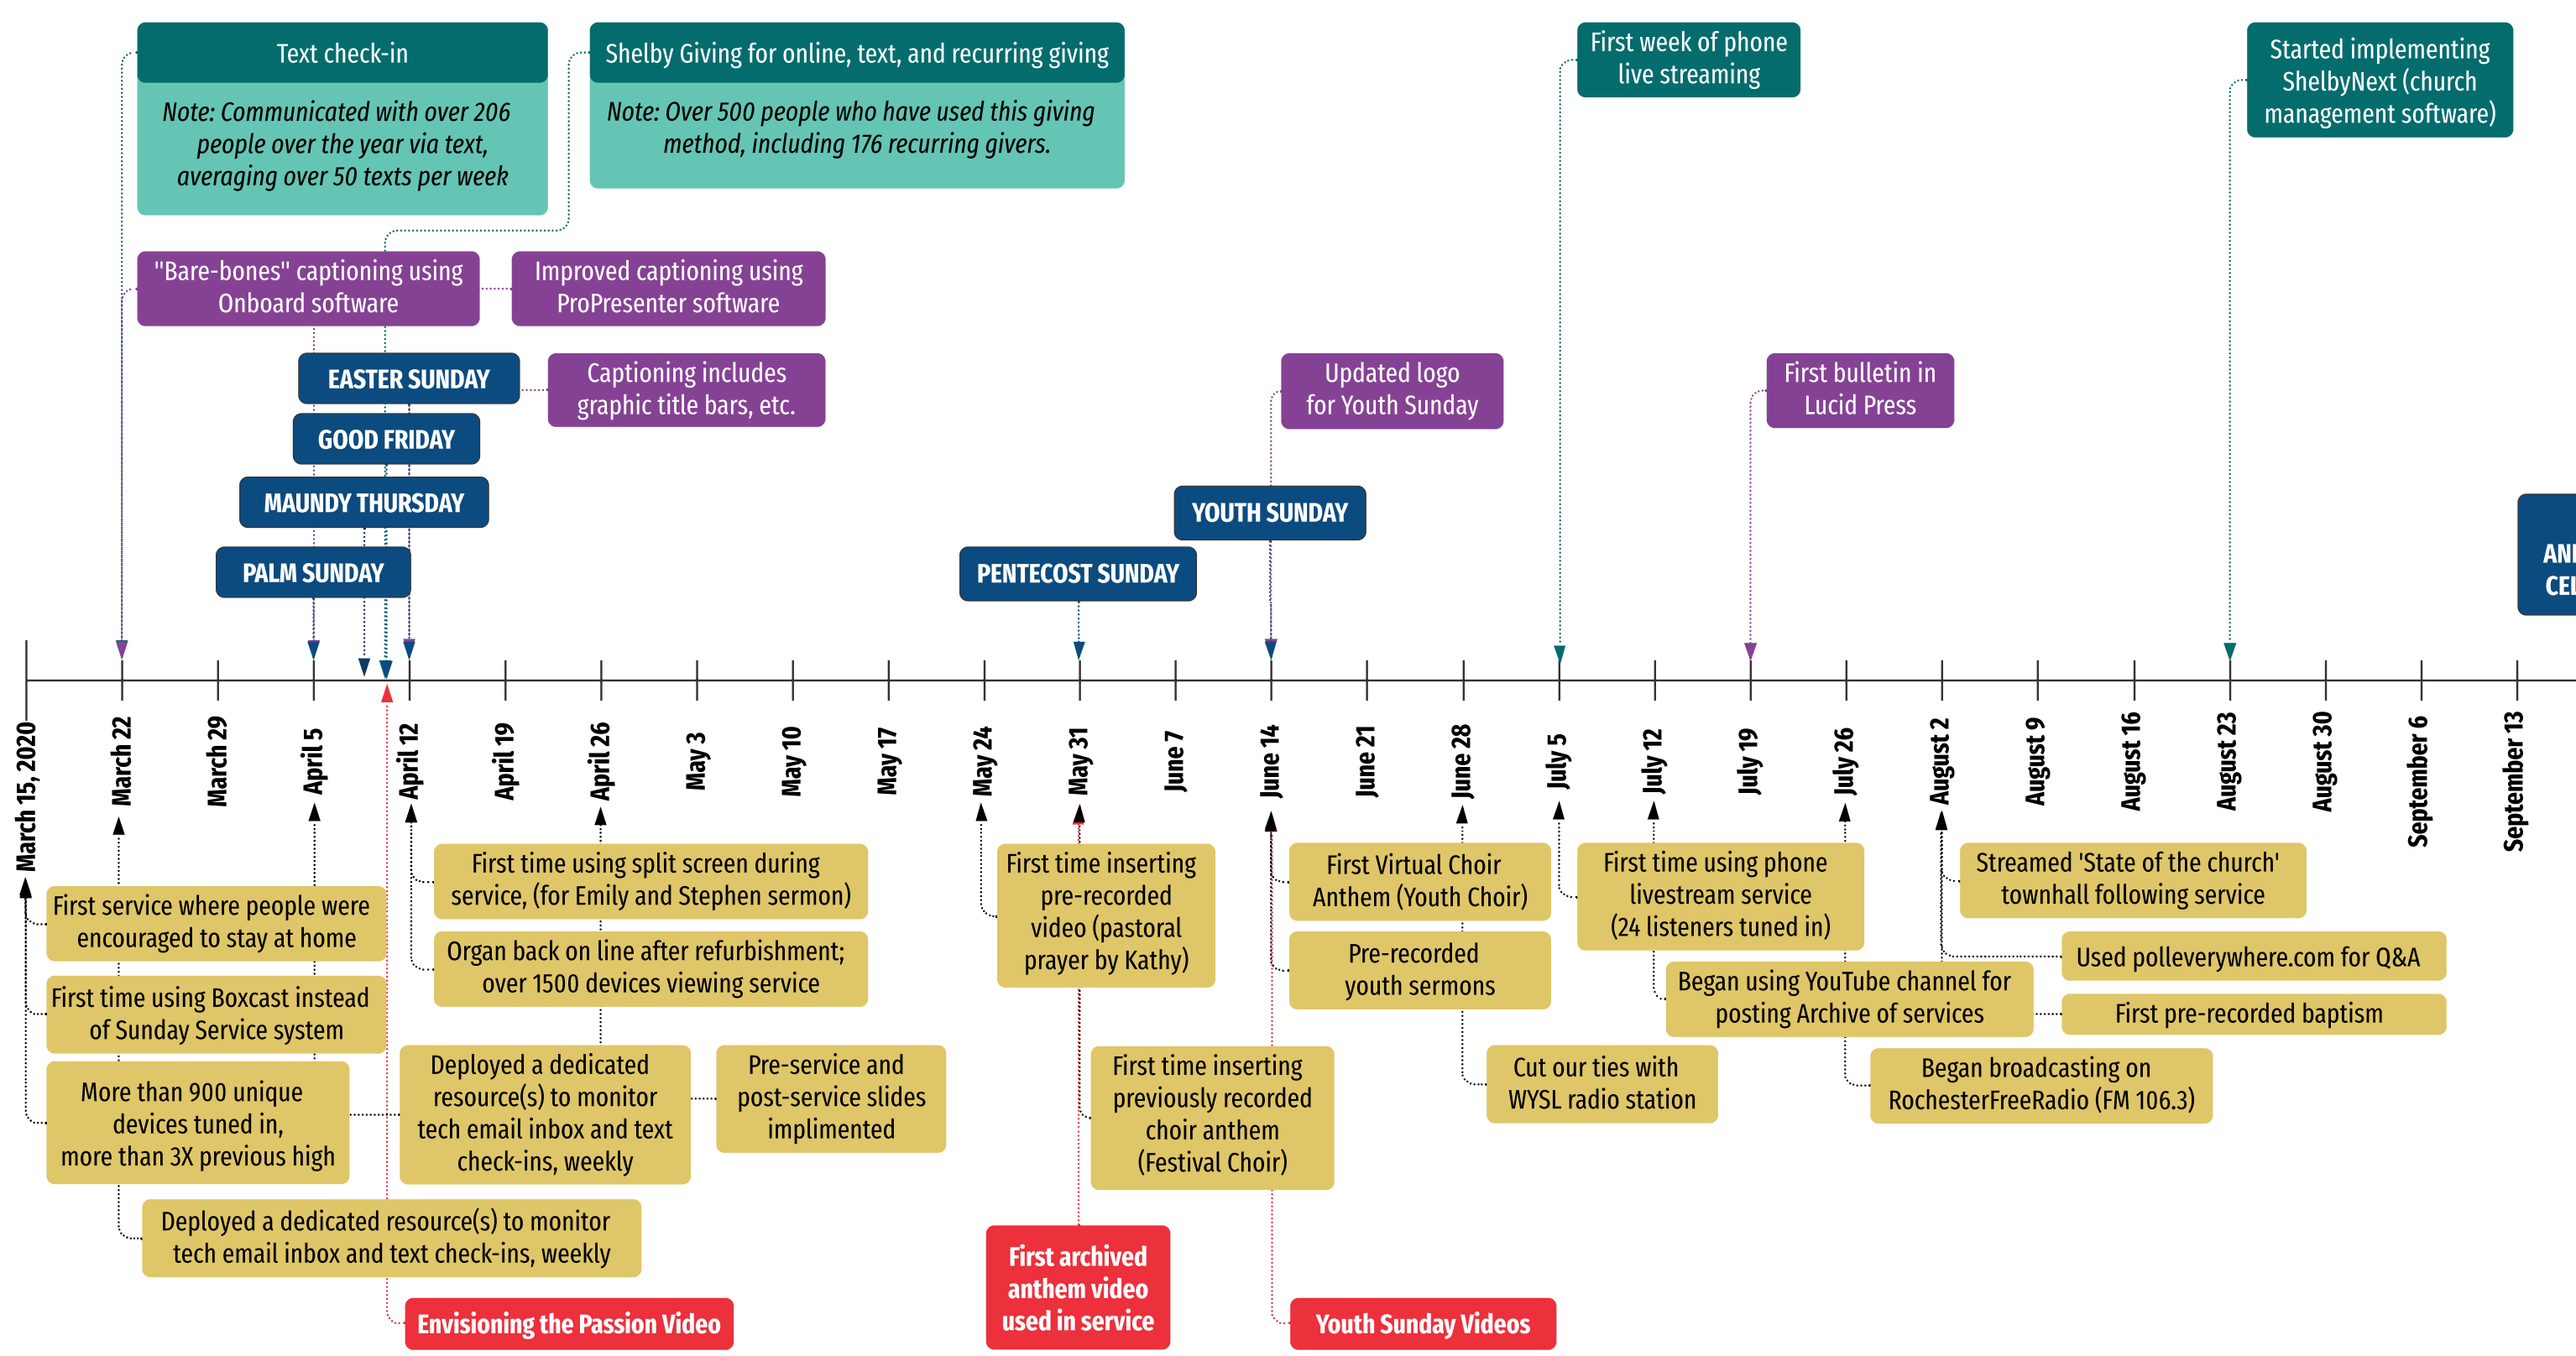 Text check-in
Note: Communicated with over 206
people over the year via text,
averaging over 50 texts per week
Shelby Giving for online, text, and recurring giving
Note: Over 500 people who have used this giving
method, including 176 recurring givers.
First week of phone
live streaming
Started implementing
ShelbyNext (church
management software)
"Bare-bones" captioning using
Onboard software
Improved captioning using
ProPresenter software
EASTER SUNDAY
Captioning includes
graphic title bars, etc.
Updated logo
for Youth Sunday
First bulletin in
Lucid Press
GOOD FRIDAY
MAUNDY THURSDAY
YOUTH SUNDAY
PALM SUNDAY
PENTECOST SUNDAY
March 15, 2020
March 22
March 29
April 5
April 12
April 19
April 26
May 3
May 10
May 17
May 24
May 31
June 7
June 14
June 21
June 28
July 5
July 12
July 19
July 26
August 2
August 9
August 16
August 23
August 30
September 6
September 13
First service where people were
encouraged to stay at home
First time using Boxcast instead
of Sunday Service system
More than 900 unique
devices tuned in,
more than 3X previous high
Deployed a dedicated resource(s) to monitor
tech email inbox and text check-ins, weekly
First time using split screen during
service, (for Emily and Stephen sermon)
Organ back on line after refurbishment;
over 1500 devices viewing service
Deployed a dedicated
resource(s) to monitor
tech email inbox and text
check-ins, weekly
Pre-service and
post-service slides
implimented
Envisioning the Passion Video
First time inserting
pre-recorded
video (pastoral
prayer by Kathy)
First time inserting
previously recorded
choir anthem
(Festival Choir)
First archived
anthem video
used in service
First Virtual Choir
Anthem (Youth Choir)
Pre-recorded
youth sermons
Cut our ties with
WYSL radio station
Youth Sunday Videos
First time using phone
livestream service
(24 listeners tuned in)
Began using YouTube channel for
posting Archive of services
Began broadcasting on
RochesterFreeRadio (FM 106.3)
Streamed 'State of the church'
townhall following service
Used polleverywhere.com for Q&A
First pre-recorded baptism